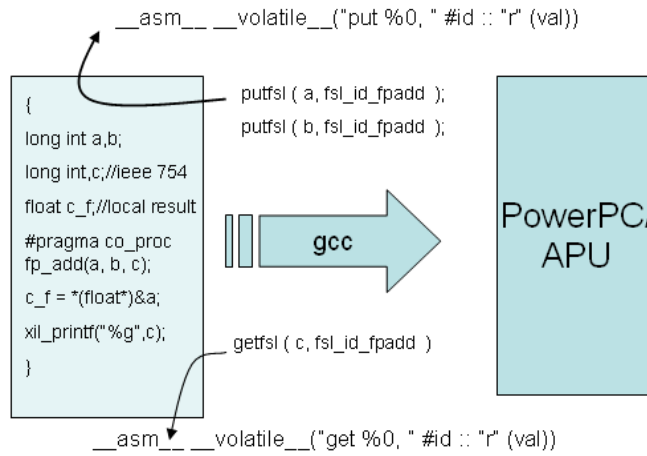 __asm__ __volatile__("put %0, " #id :: "r" (val))
putfsl ( a, fsl_id_fpadd );
putfsl ( b, fsl_id_fpadd );
{
long int a,b;
long int,c;//ieee 754
float c_f;//local result
#pragma co_proc
fp_add(a, b, c);
c_f = *(float*)&a;
xil_printf("%g",c);
}
gcc
PowerPC/
APU
getfsl ( c, fsl_id_fpadd )
__asm__ __volatile__("get %0, " #id :: "r" (val))